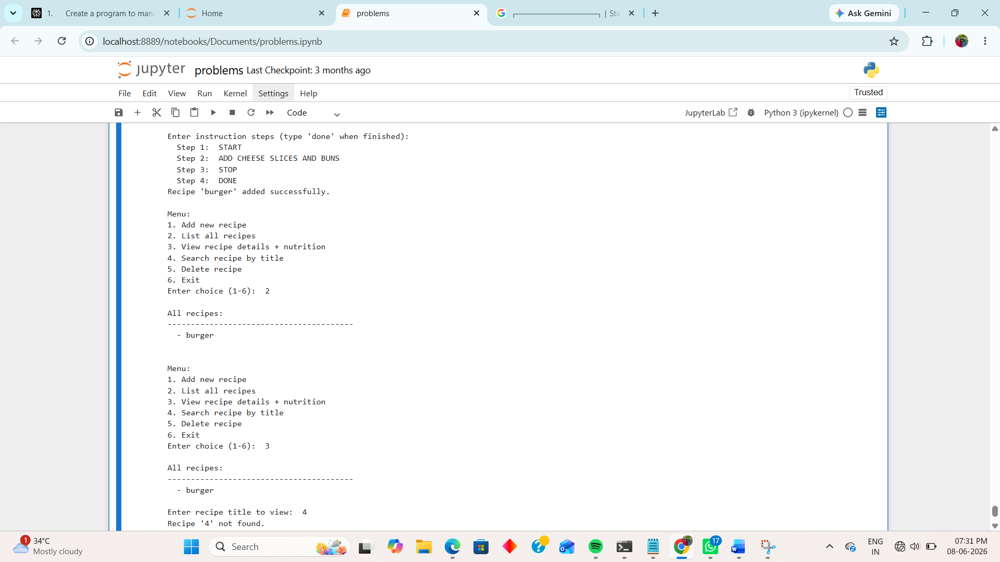 1. Create a program to mana
Home
problems
| Sta
Ask Gemini
localhost:8889/notebooks/Documents/problems.ipynb
jupyter problems Last Checkpoint: 3 months ago
File Edit View Run Kernel Settings Help
Trusted
Code
JupyterLab
Python 3 (ipykernel)
Enter instruction steps (type 'done' when finished):
Step 1: START
Step 2: ADD CHEESE SLICES AND BUNS
Step 3: STOP
Step 4: DONE
Recipe 'burger' added successfully.
Menu:
1. Add new recipe
2. List all recipes
3. View recipe details + nutrition
4. Search recipe by title
5. Delete recipe
6. Exit
Enter choice (1-6): 2
All recipes:
----------------------------------------
- burger
Menu:
1. Add new recipe
2. List all recipes
3. View recipe details + nutrition
4. Search recipe by title
5. Delete recipe
6. Exit
Enter choice (1-6): 3
All recipes:
----------------------------------------
- burger
Enter recipe title to view: 4
Recipe '4' not found.
1
34°C
Mostly cloudy
Search
17
ENG
IN
07:31 PM
08-06-2026